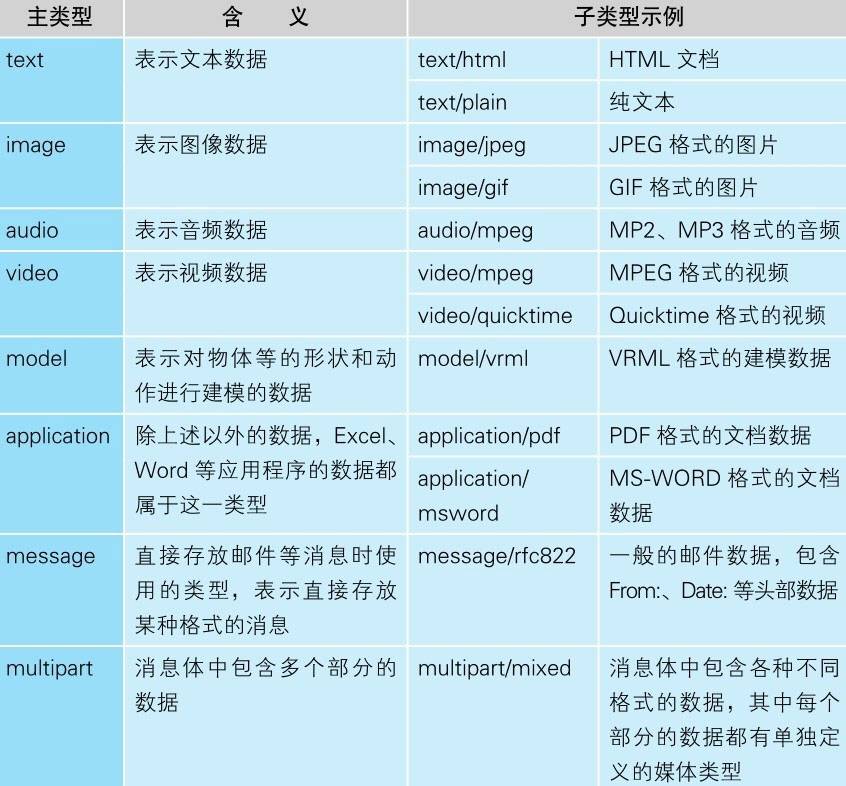 主类型 含 义 子类型示例
text 表示文本数据 text/html HTML 文档
text/plain 纯文本
image 表示图像数据 image/jpeg JPEG 格式的图片
image/gif GIF 格式的图片
audio 表示音频数据 audio/mpeg MP2、MP3 格式的音频
video 表示视频数据 video/mpeg MPEG 格式的视频
video/quicktime Quicktime 格式的视频
model 表示对物体等的形状和动 model/vrml VRML 格式的建模数据
作进行建模的数据
application 除上述以外的数据，Excel、 application/pdf PDF 格式的文档数据
Word 等应用程序的数据都 application/ MS-WORD 格式的文档
属于这一类型 msword 数据
message 直接存放邮件等消息时使 message/rfc822 一般的邮件数据，包含
用的类型，表示直接存放 From:、Date: 等头部数据
某种格式的消息
multipart 消息体中包含多个部分的 multipart/mixed 消息体中包含各种不同
数据 格式的数据，其中每个
部分的数据都有单独定
义的媒体类型